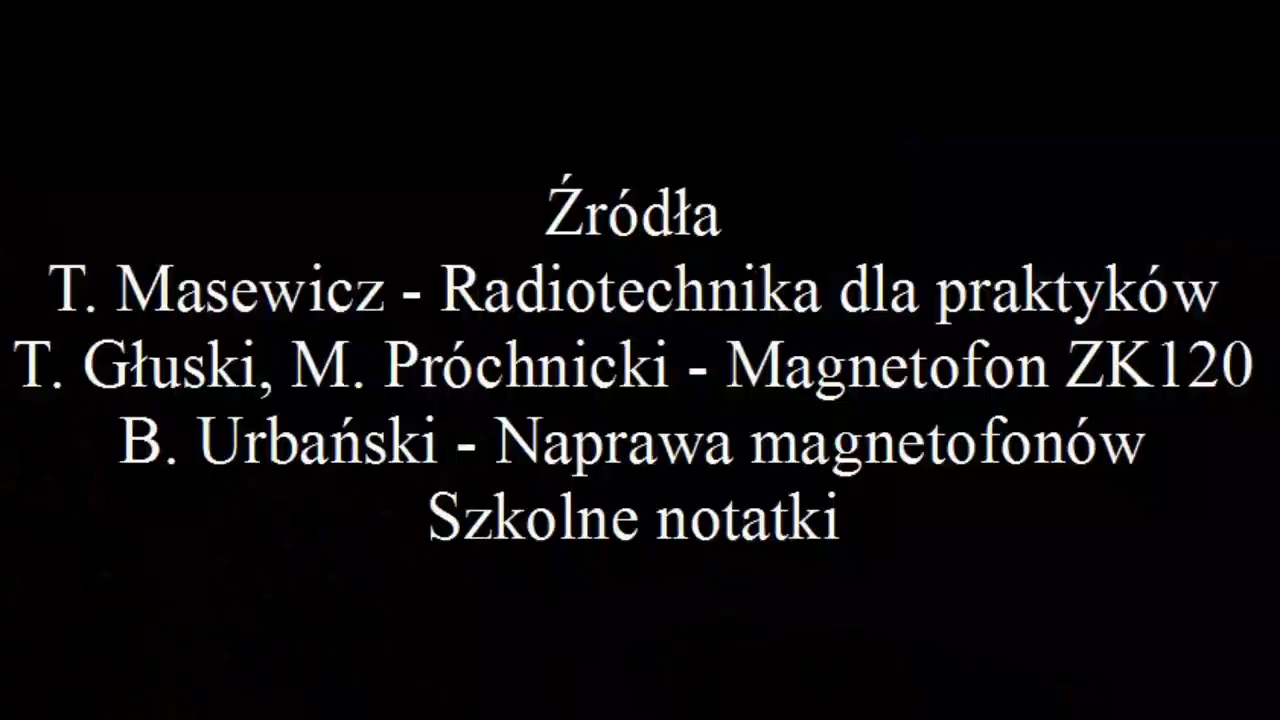 Źródła
T. Masewicz - Radiotechnika dla praktyków
T. Głuski, M. Próchnicki - Magnetofon ZK120
B. Urbański - Naprawa magnetofonów
Szkolne notatki